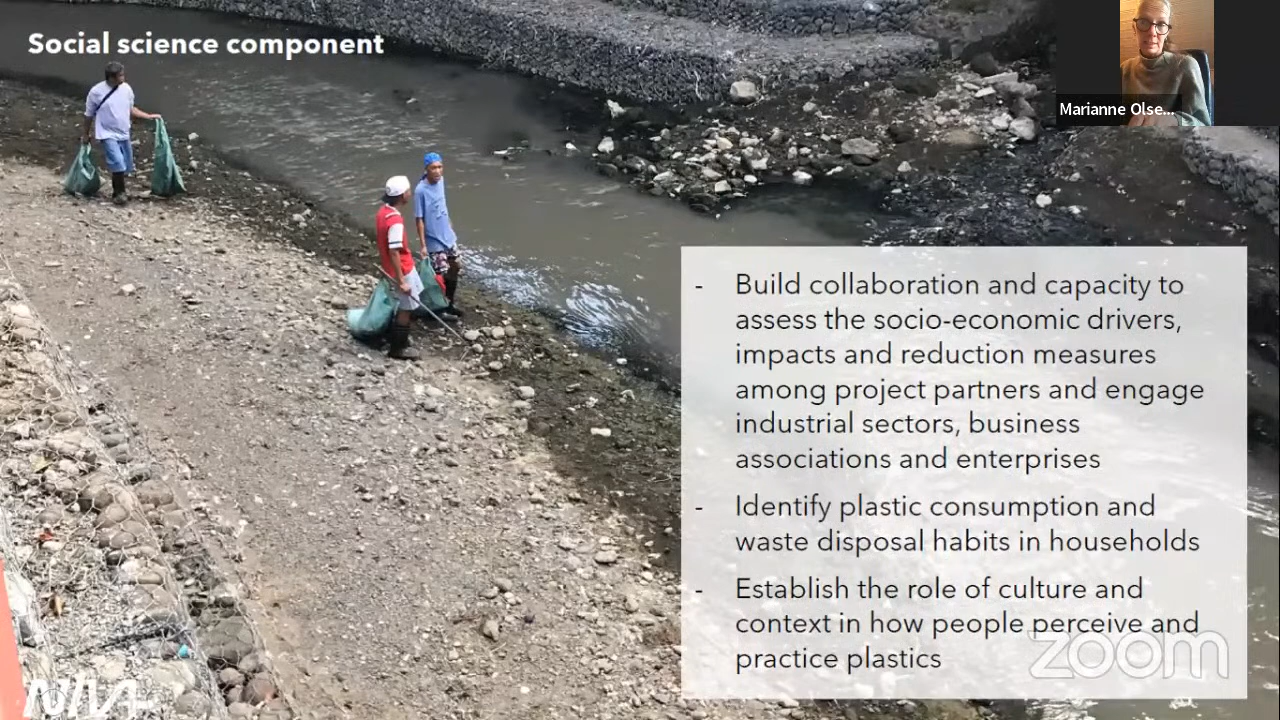 Social science component
Marianne Olse...
- Build collaboration and capacity to
assess the socio-economic drivers,
impacts and reduction measures
among project partners and engage
industrial sectors, business
associations and enterprises
- Identify plastic consumption and
waste disposal habits in households
- Establish the role of culture and
context in how people perceive and
practice plastics
zoom
NIVA